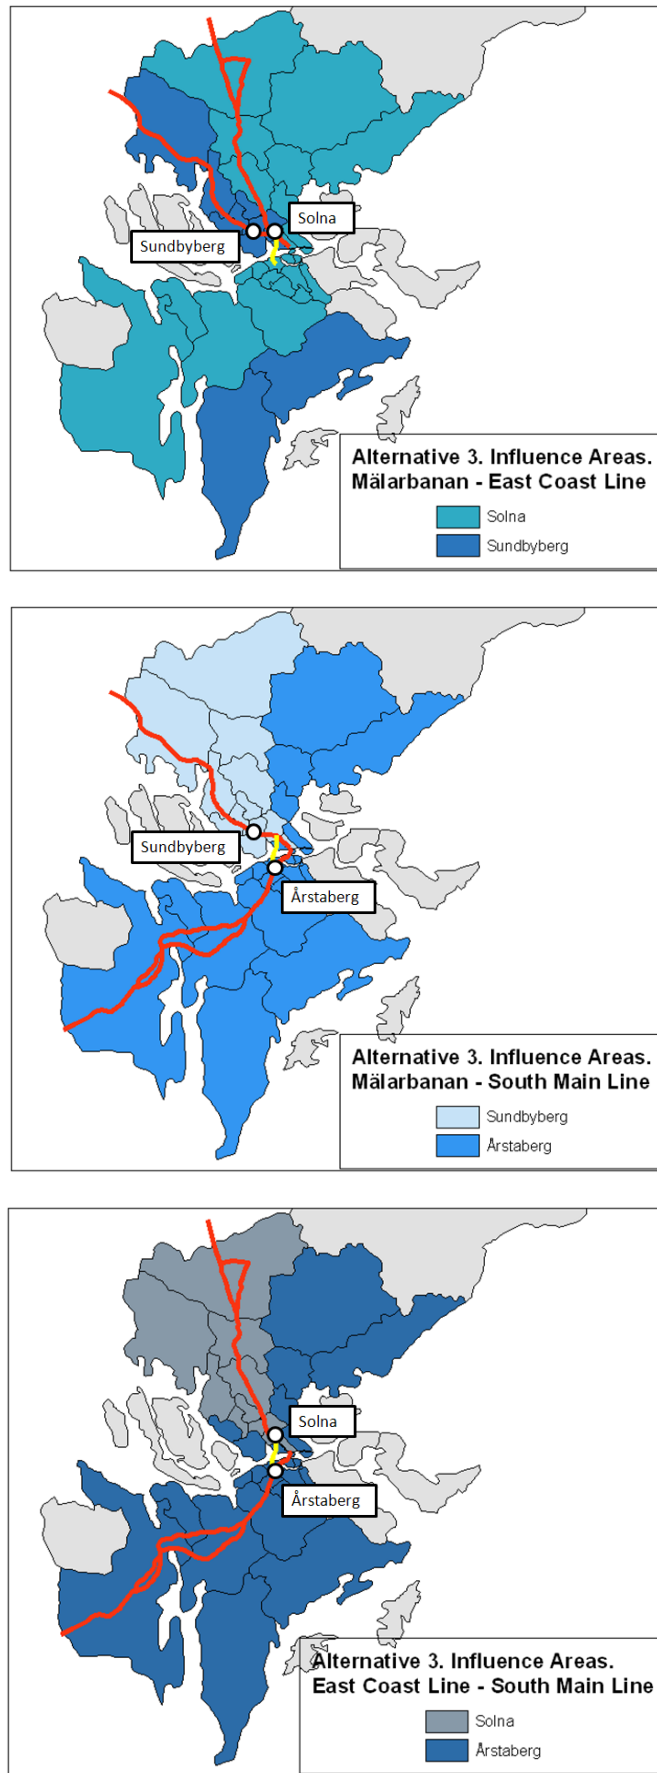 Solna
Sundbyberg
Alternative 3. Influence Areas.
Mälarbanan - East Coast Line
Solna
Sundbyberg
Sundbyberg
Årstaberg
Alternative 3. Influence Areas.
Mälarbanan - South Main Line
Sundbyberg
Årstaberg
Solna
Årstaberg
Alternative 3. Influence Areas.
East Coast Line - South Main Line
Solna
Årstaberg